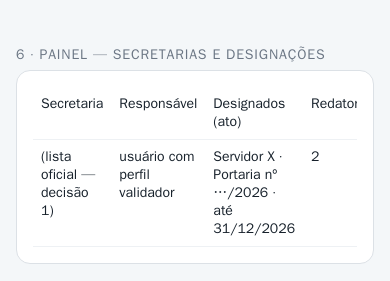 6 · PAINEL — SECRETARIAS E DESIGNAÇÕES
Secretaria Responsável Designados Redator
(ato)
(lista usuário com Servidor X · 2
oficial — perfil Portaria nº
decisão validador ···/2026 ·
1) até
31/12/2026